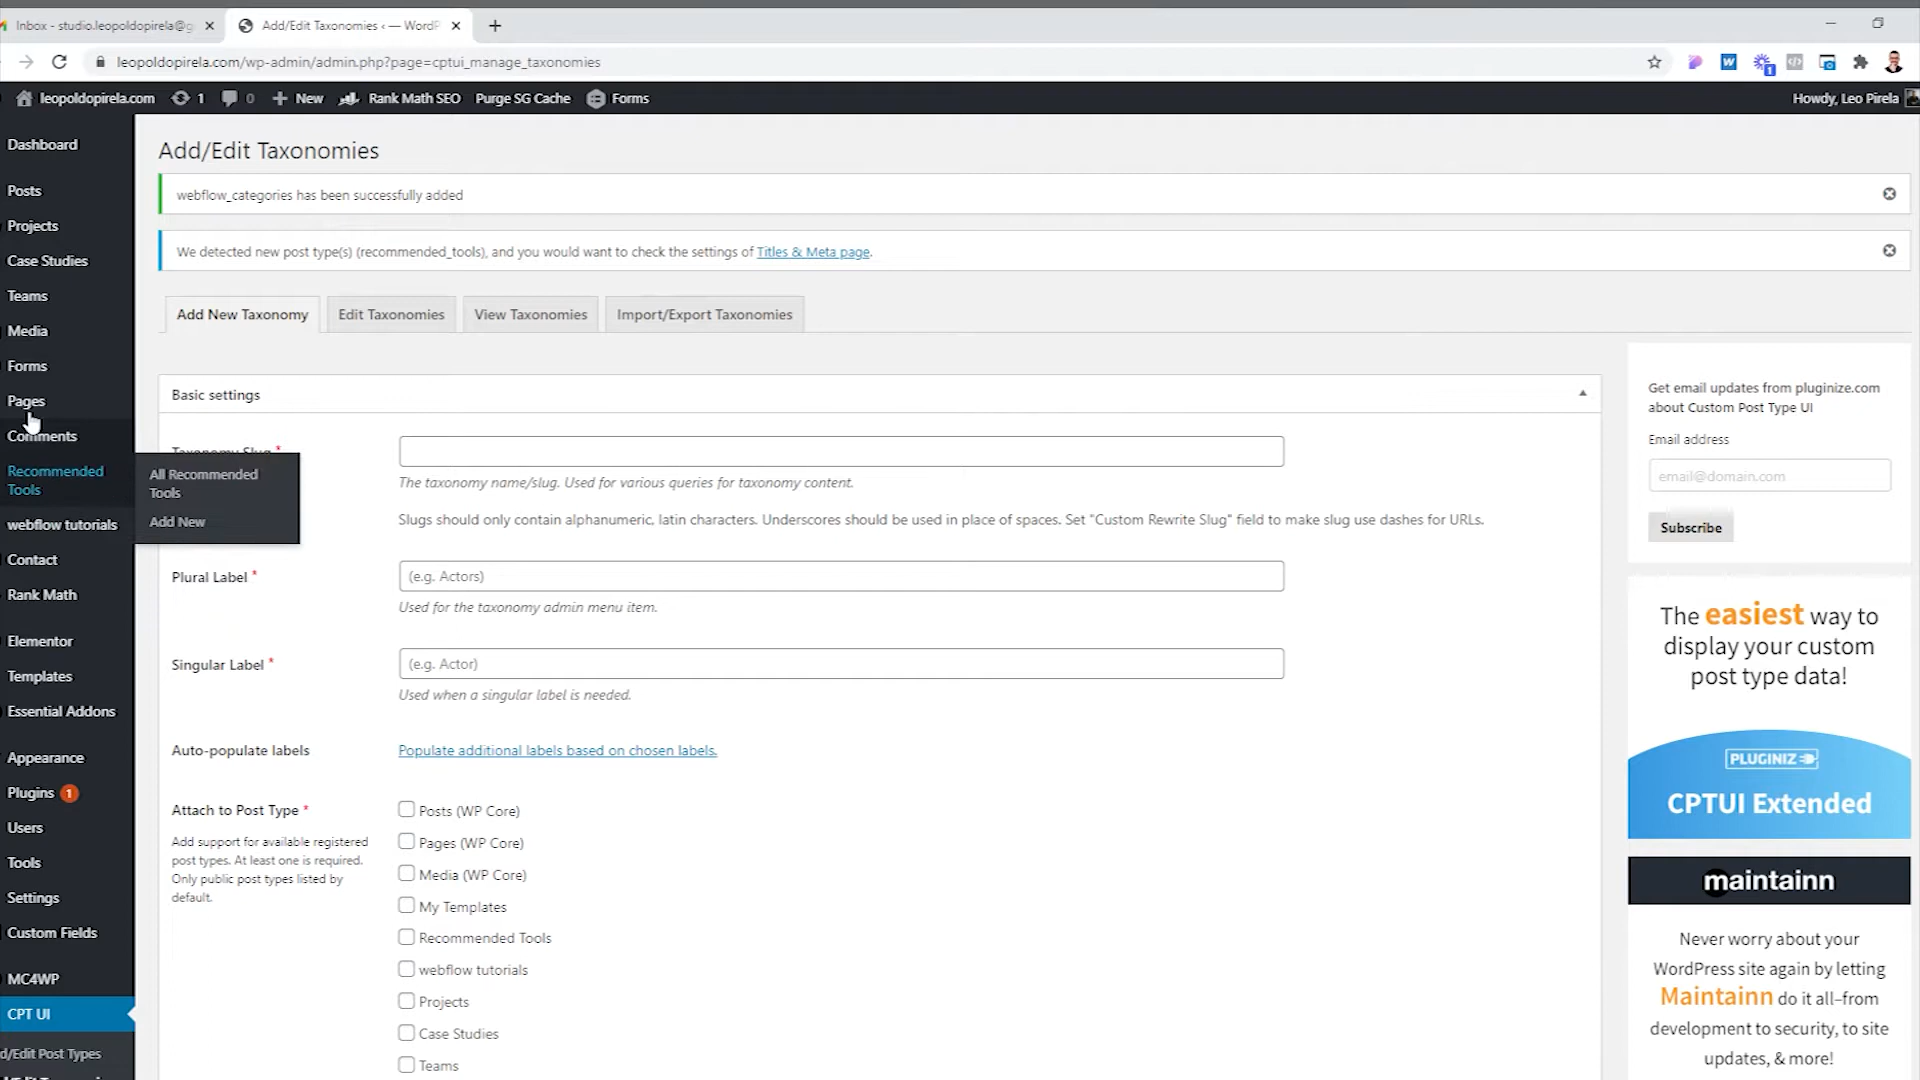 Inbox - studio.leopoldopirela@g
Add/Edit Taxonomies ‹ — WordP
leopoldopirela.com/wp-admin/admin.php?page=cptui_manage_taxonomies
leopoldopirela.com 1 0 New Rank Math SEO Purge SG Cache Forms Howdy, Leo Pirela
Dashboard
Posts
Projects
Case Studies
Teams
Media
Forms
Pages
Comments
Recommended
Tools
All Recommended
Tools
Add New
webflow tutorials
Contact
Rank Math
Elementor
Templates
Essential Addons
Appearance
Plugins 1
Users
Tools
Settings
Custom Fields
MC4WP
CPT UI
d/Edit Post Types
Add/Edit Taxonomies
webflow_categories has been successfully added
We detected new post type(s) (recommended_tools), and you would want to check the settings of Titles & Meta page.
Add New Taxonomy
Edit Taxonomies
View Taxonomies
Import/Export Taxonomies
Basic settings
Taxonomy Slug *
The taxonomy name/slug. Used for various queries for taxonomy content.
Slugs should only contain alphanumeric, latin characters. Underscores should be used in place of spaces. Set "Custom Rewrite Slug" field to make slug use dashes for URLs.
Plural Label *
(e.g. Actors)
Used for the taxonomy admin menu item.
Singular Label *
(e.g. Actor)
Used when a singular label is needed.
Auto-populate labels
Populate additional labels based on chosen labels.
Attach to Post Type *
Add support for available registered
post types. At least one is required.
Only public post types listed by
default.
Posts (WP Core)
Pages (WP Core)
Media (WP Core)
My Templates
Recommended Tools
webflow tutorials
Projects
Case Studies
Teams
Get email updates from pluginize.com
about Custom Post Type UI
Email address
email@domain.com
Subscribe
The easiest way to
display your custom
post type data!
PLUGINIZE
CPTUI Extended
maintainn
Never worry about your
WordPress site again by letting
Maintainn do it all–from
development to security, to site
updates, & more!